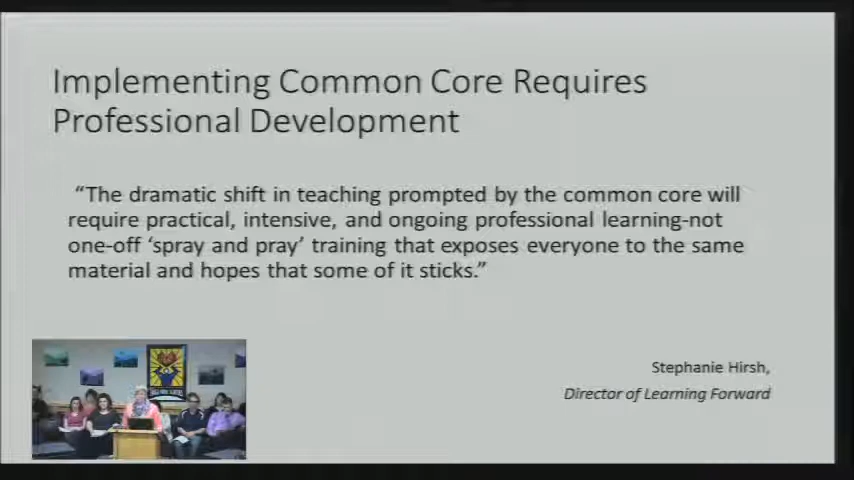 Implementing Common Core Requires
Professional Development
“The dramatic shift in teaching prompted by the common core will
require practical, intensive, and ongoing professional learning-not
one-off ‘spray and pray’ training that exposes everyone to the same
material and hopes that some of it sticks.”
Stephanie Hirsh,
Director of Learning Forward